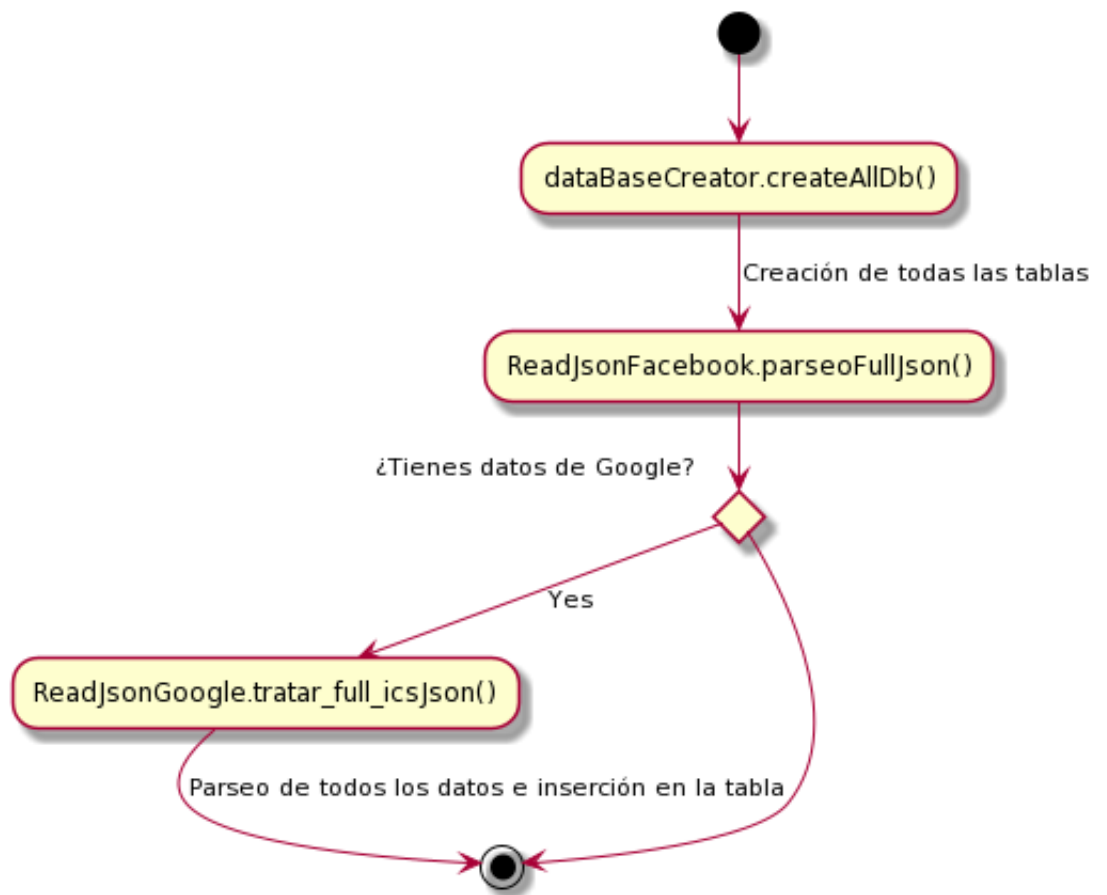 dataBaseCreator.createAllDb()
Creación de todas las tablas
ReadJsonFacebook.parseoFullJson()
¿Tienes datos de Google?
Yes
ReadJsonGoogle.tratar_full_icsJson()
Parseo de todos los datos e inserción en la tabla